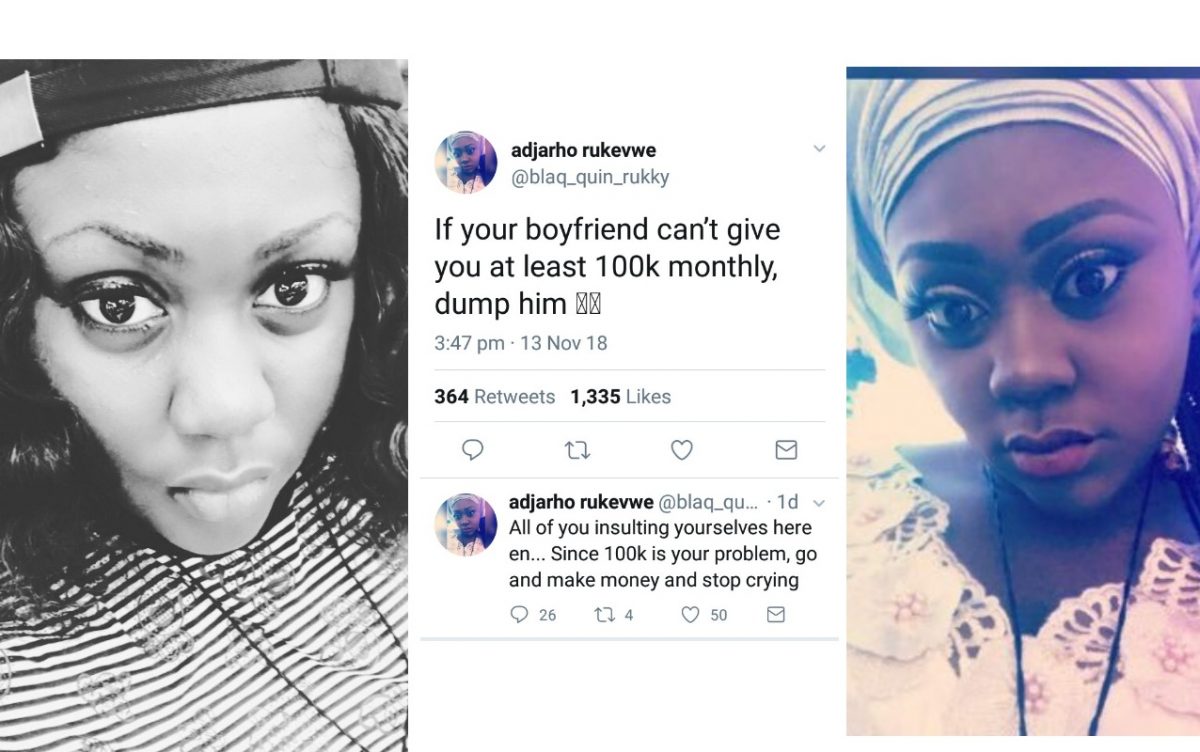 adjarho rukevwe
@blaq_quin_rukky
If your boyfriend can’t give
you at least 100k monthly,
dump him
3:47 pm · 13 Nov 18
364 Retweets 1,335 Likes
adjarho rukevwe @blaq_qu... · 1d
All of you insulting yourselves here
en... Since 100k is your problem, go
and make money and stop crying
26 4 50